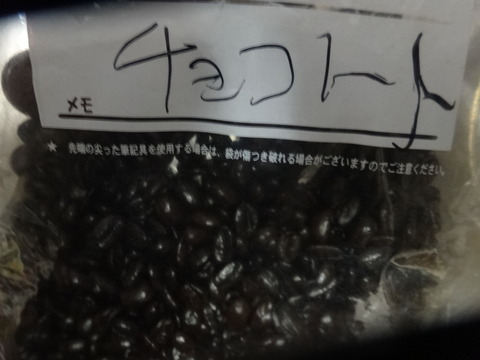 チョコート
メモ
★ 先端の尖った筆記具を使用する場合は、袋が傷つき破れる場合がございますのでご注意ください。